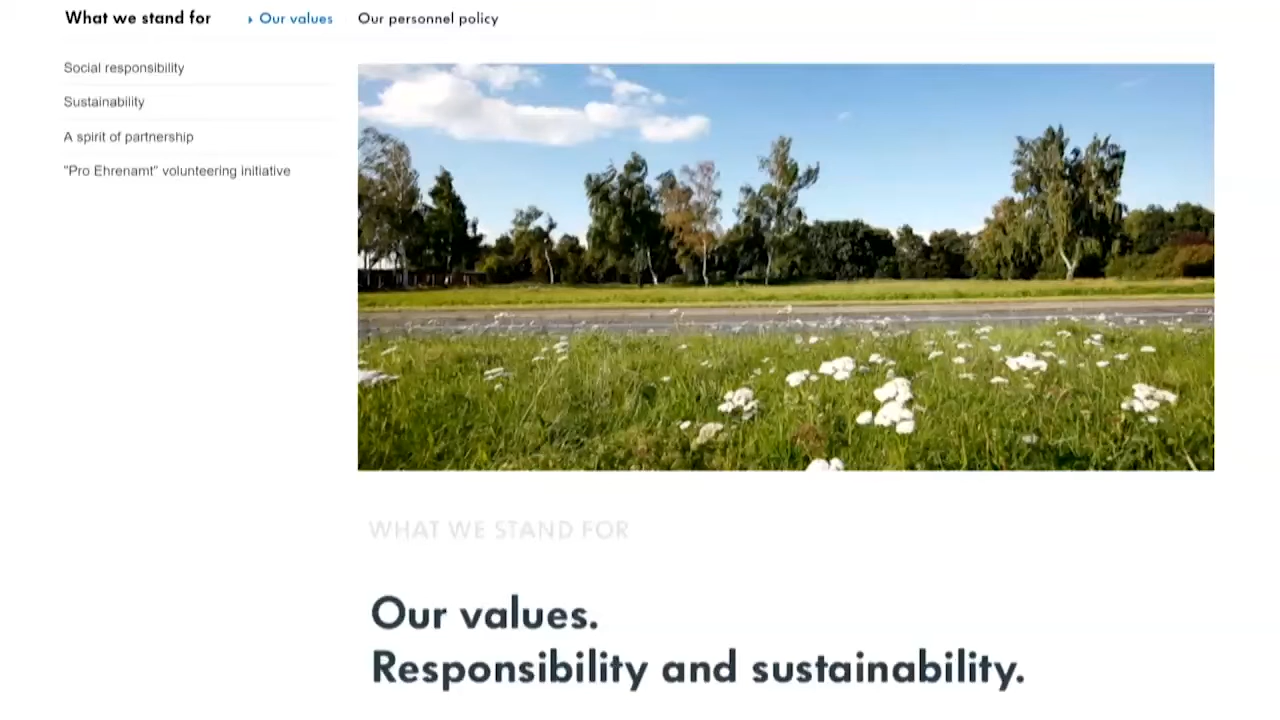 What we stand for
Our values
Our personnel policy
Social responsibility
Sustainability
A spirit of partnership
"Pro Ehrenamt" volunteering initiative
WHAT WE STAND FOR
Our values.
Responsibility and sustainability.